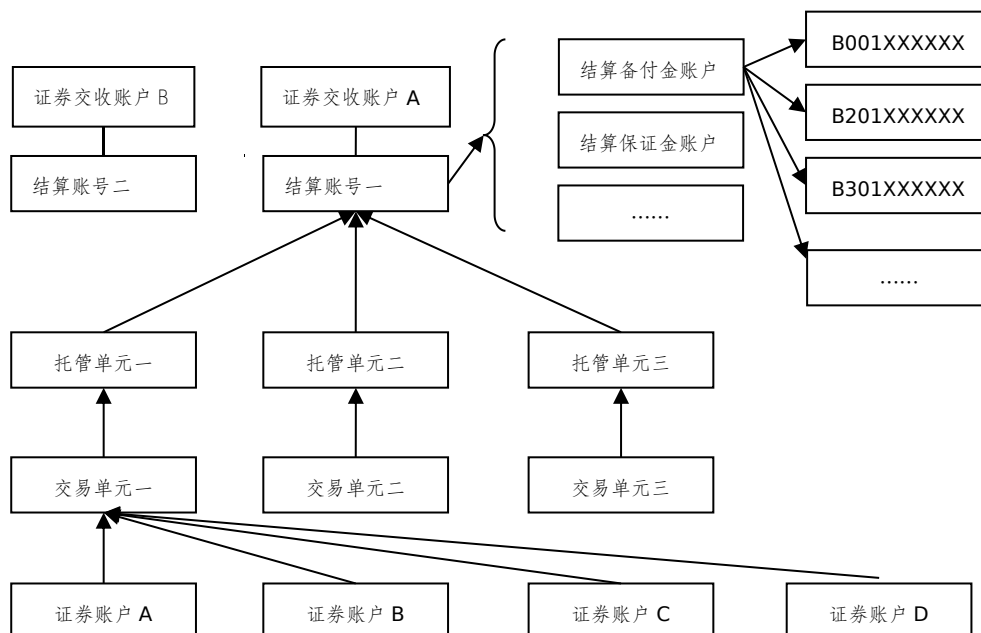 证券交收账户B
证券交收账户 A
结算备付金账户
B001XXXXXX
B201XXXXXX
结算保证金账户
结算账号二
结算账号一
B301XXXXXX
……
……
托管单元一
托管单元二
托管单元三
交易单元一
交易单元二
交易单元三
证券账户 A
证券账户 B
证券账户 C
证券账户 D